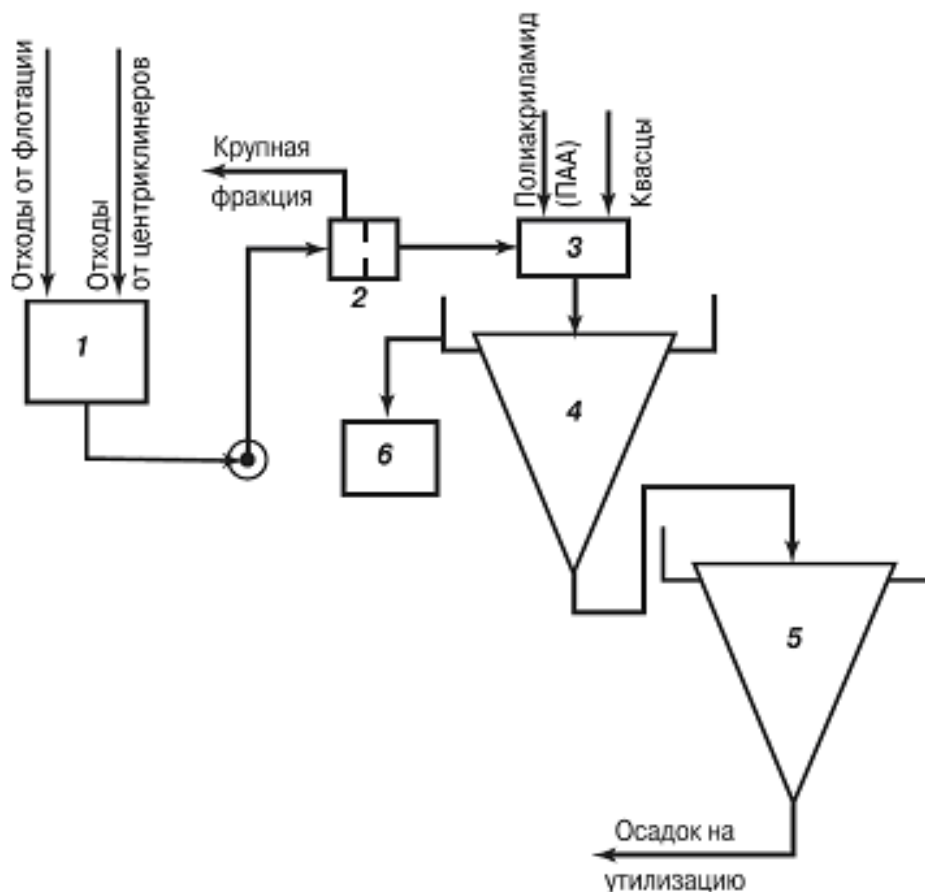 Отходы от флотации
Отходы
от центриклинеров
Крупная
фракция
Полиакриламид
(ПАА)
Квасцы
1
2
3
4
6
5
Осадок на
утилизацию